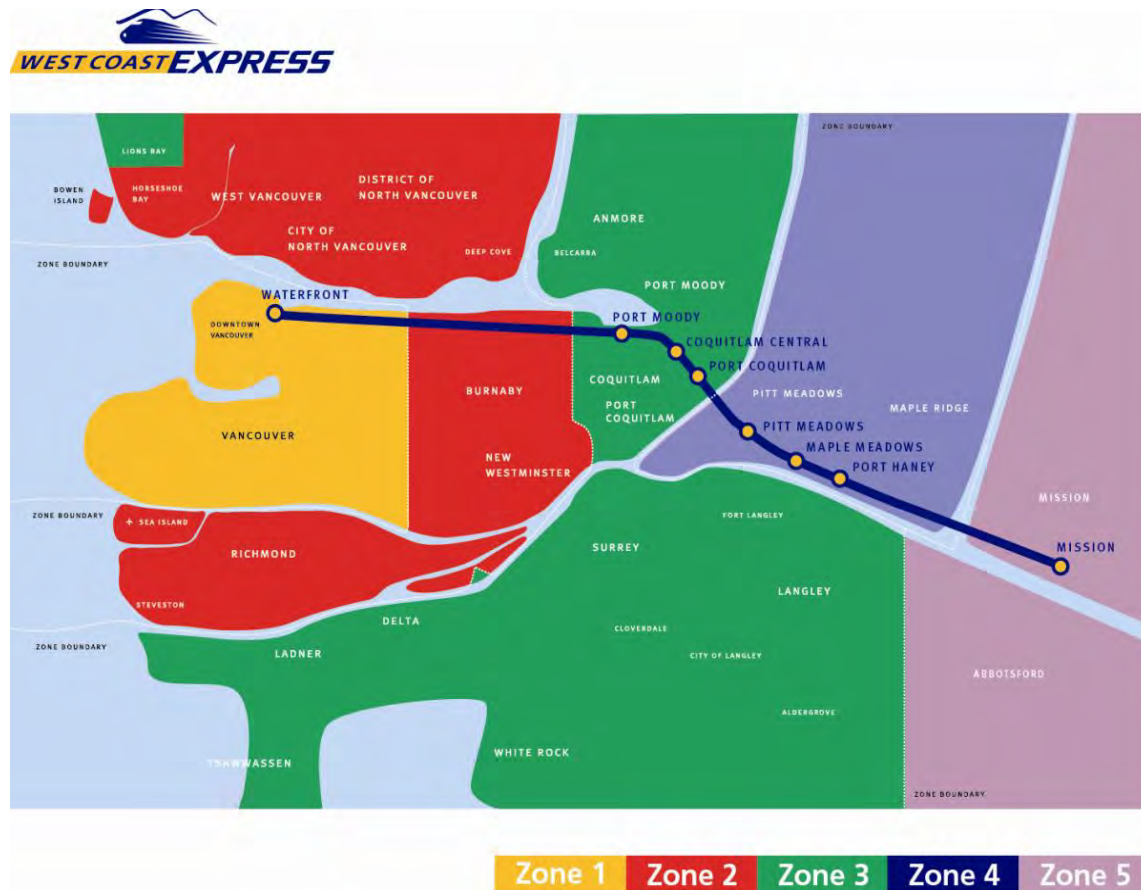 WEST COAST EXPRESS
ZONE BOUNDARY
LIONS BAY
BOWEN
ISLAND
HORSESHOE
BAY
WEST VANCOUVER
DISTRICT OF
NORTH VANCOUVER
CITY OF
NORTH VANCOUVER
DEEP COVE
ANMORE
BELCARRA
ZONE BOUNDARY
PORT MOODY
WATERFRONT
DOWNTOWN
VANCOUVER
PORT MOODY
COQUITLAM CENTRAL
PORT COQUITLAM
BURNABY
COQUITLAM
PORT
COQUITLAM
PITT MEADOWS
MAPLE RIDGE
VANCOUVER
PITT MEADOWS
MAPLE MEADOWS
PORT HANEY
NEW
WESTMINSTER
MISSION
ZONE BOUNDARY
SEA ISLAND
FORT LANGLEY
RICHMOND
SURREY
MISSION
STEVESTON
LANGLEY
DELTA
CLOVERDALE
ZONE BOUNDARY
LADNER
CITY OF LANGLEY
ABBOTSFORD
ALDERGROVE
WHITE ROCK
TSAWWASSEN
ZONE BOUNDARY
Zone 1 Zone 2 Zone 3 Zone 4 Zone 5